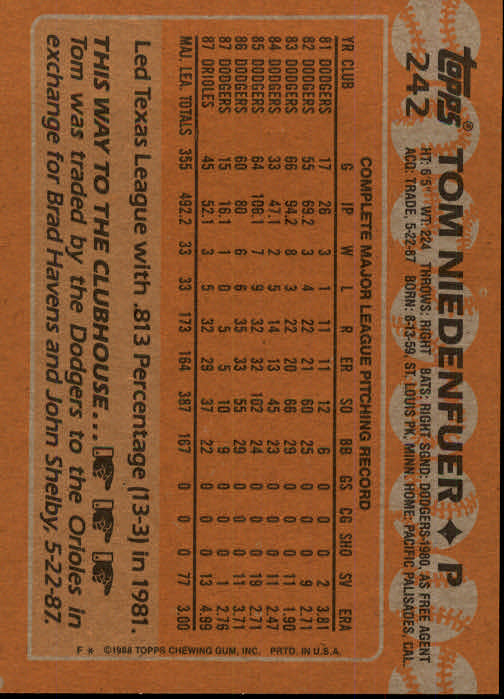 topps® TOM NIEDENFUER ♦ P
242
HT: 6'5" WT: 224 THROWS: RIGHT BATS: RIGHT SGND: DODGERS-1980, AS FREE AGENT
ACQ: TRADE, 5-22-87 BORN: 8-13-59, ST. LOUIS PK, MINN. HOME: PACIFIC PALISADES, CAL.
COMPLETE MAJOR LEAGUE PITCHING RECORD
YR CLUB G IP W L R ER SO BB GS CG SHO SV ERA
81 DODGERS 17 26 3 1 11 11 12 6 0 0 0 2 3.81
82 DODGERS 55 69.2 3 4 22 21 60 25 0 0 0 9 2.71
83 DODGERS 66 94.2 8 3 22 20 66 29 0 0 0 11 1.90
84 DODGERS 33 47.1 2 5 14 13 45 23 0 0 0 11 2.47
85 DODGERS 64 106.1 7 9 32 32 102 24 0 0 0 19 2.71
86 DODGERS 60 80 6 6 35 33 55 29 0 0 0 11 3.71
87 DODGERS 15 16.1 1 0 5 5 10 9 0 0 0 1 2.76
87 ORIOLES 45 52.1 3 5 32 29 37 22 0 0 0 13 4.99
MAJ. LEA. TOTALS 355 492.2 33 33 173 164 387 167 0 0 0 77 3.00
Led Texas League with .813 Percentage (13-3) in 1981.
THIS WAY TO THE CLUBHOUSE...
Tom was traded by the Dodgers to the Orioles in
exchange for Brad Havens and John Shelby, 5-22-87.
F * ©1988 TOPPS CHEWING GUM, INC. PRTD. IN U.S.A.